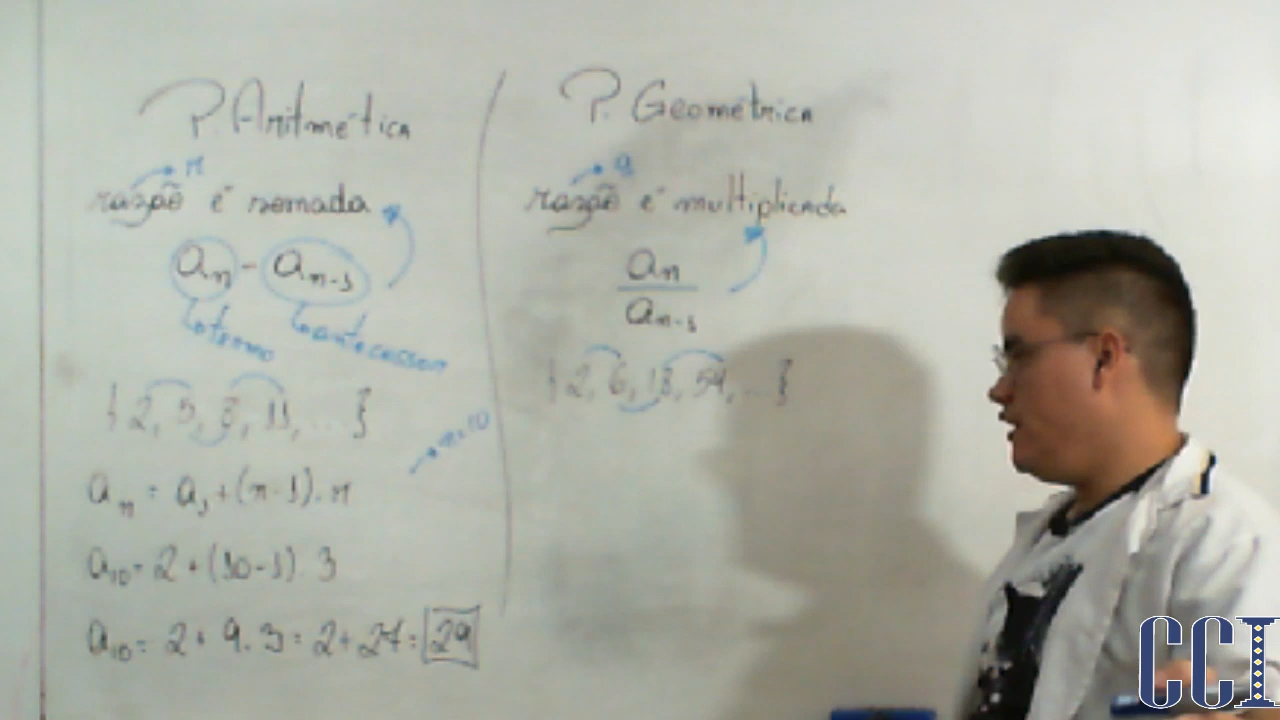 P. Aritmética
r
razão é somada
aₙ - aₙ₋₁
termo
antecessor
{2, 5, 8, 11, ... }
n=10
aₙ = a₁ + (n-1) . r
a₁₀ = 2 + (10-1) . 3
a₁₀ = 2 + 9 . 3 = 2 + 27 = 29
P. Geométrica
q
razão é multiplicada
aₙ
aₙ₋₁
{2, 6, 18, 54, ... }
CCI